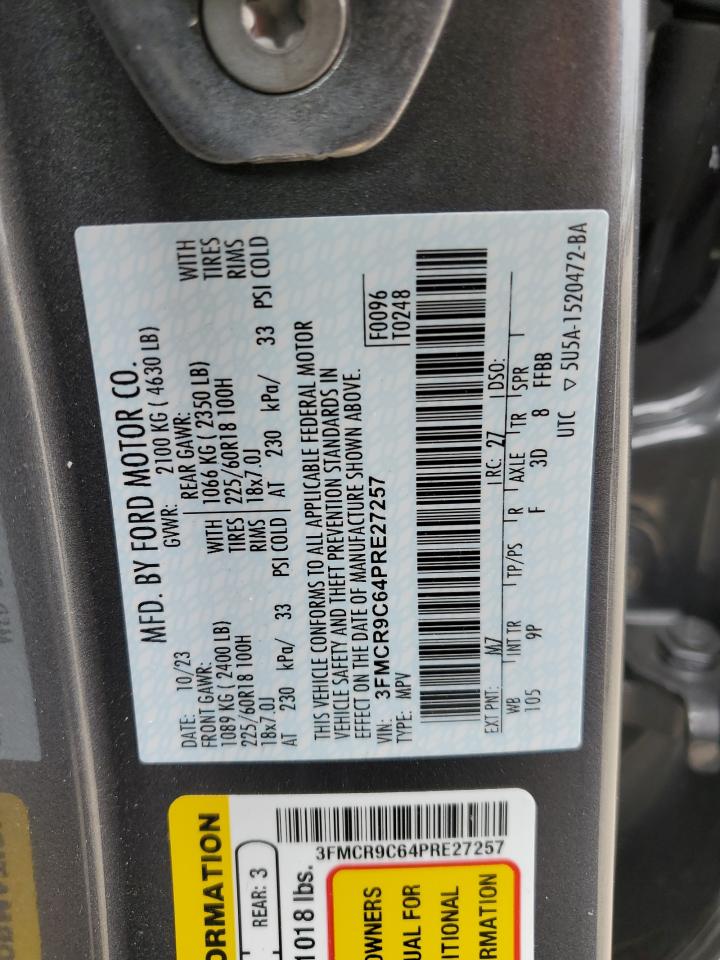 MFD. BY FORD MOTOR CO.
DATE: 10/23 GVWR: 2100 KG ( 4630 LB)
FRONT GAWR: REAR GAWR:
1089 KG ( 2400 LB) WITH 1066 KG ( 2350 LB) WITH
225/60R18 100H TIRES 225/60R18 100H TIRES
18x7.0J RIMS 18x7.0J RIMS
AT 230 kPa/ 33 PSI COLD AT 230 kPa/ 33 PSI COLD
THIS VEHICLE CONFORMS TO ALL APPLICABLE FEDERAL MOTOR
VEHICLE SAFETY AND THEFT PREVENTION STANDARDS IN
EFFECT ON THE DATE OF MANUFACTURE SHOWN ABOVE.
VIN: 3FMCR9C64PRE27257 F0096
TYPE: MPV T0248
EXT PNT: M7 RC: 27 DSO:
WB INT TR TP/PS R AXLE TR SPR
105 9P F 3D 8 FFBB
UTC ▽ 5U5A-1520472-BA
ORMATION
REAR: 3
1018 lbs.
3FMCR9C64PRE27257
OWNERS
UAL FOR
ITIONAL
RMATION